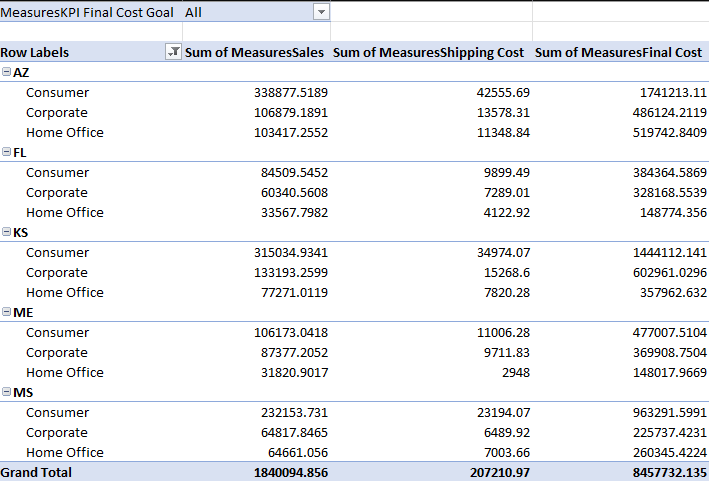 MeasuresKPI Final Cost Goal All
Row Labels Sum of MeasuresSales Sum of MeasuresShipping Cost Sum of MeasuresFinal Cost
AZ
Consumer 338877.5189 42555.69 1741213.11
Corporate 106879.1891 13578.31 486124.2119
Home Office 103417.2552 11348.84 519742.8409
FL
Consumer 84509.5452 9899.49 384364.5869
Corporate 60340.5608 7289.01 328168.5539
Home Office 33567.7982 4122.92 148774.356
KS
Consumer 315034.9341 34974.07 1444112.141
Corporate 133193.2599 15268.6 602961.0296
Home Office 77271.0119 7820.28 357962.632
ME
Consumer 106173.0418 11006.28 477007.5104
Corporate 87377.2052 9711.83 369908.7504
Home Office 31820.9017 2948 148017.9669
MS
Consumer 232153.731 23194.07 963291.5991
Corporate 64817.8465 6489.92 225737.4231
Home Office 64661.056 7003.66 260345.4224
Grand Total 1840094.856 207210.97 8457732.135